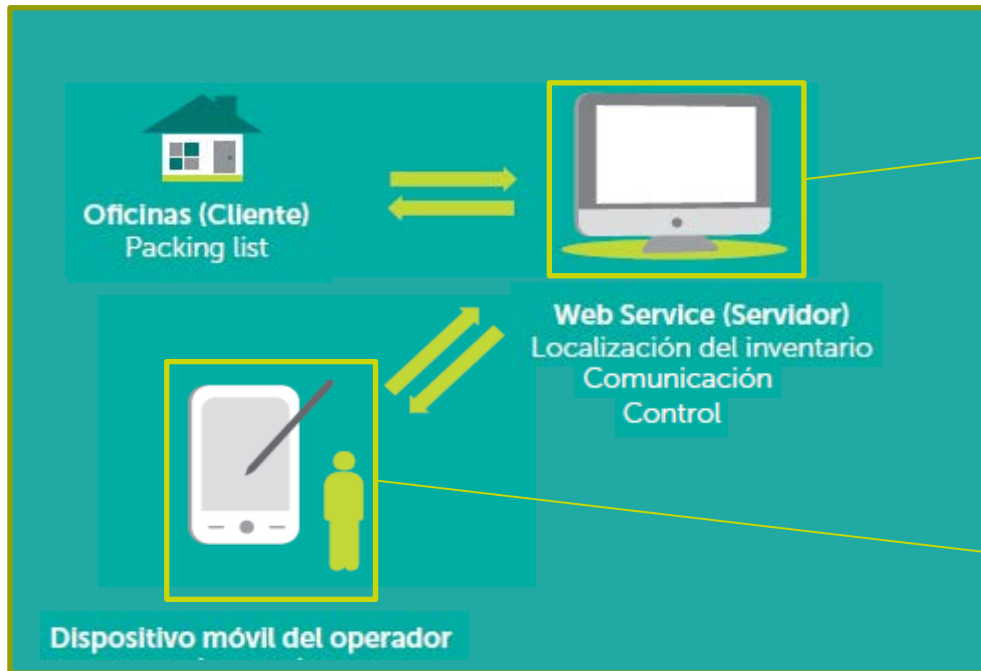 Oficinas (Cliente)
Packing list
Web Service (Servidor)
Localización del inventario
Comunicación
Control
Dispositivo móvil del operador